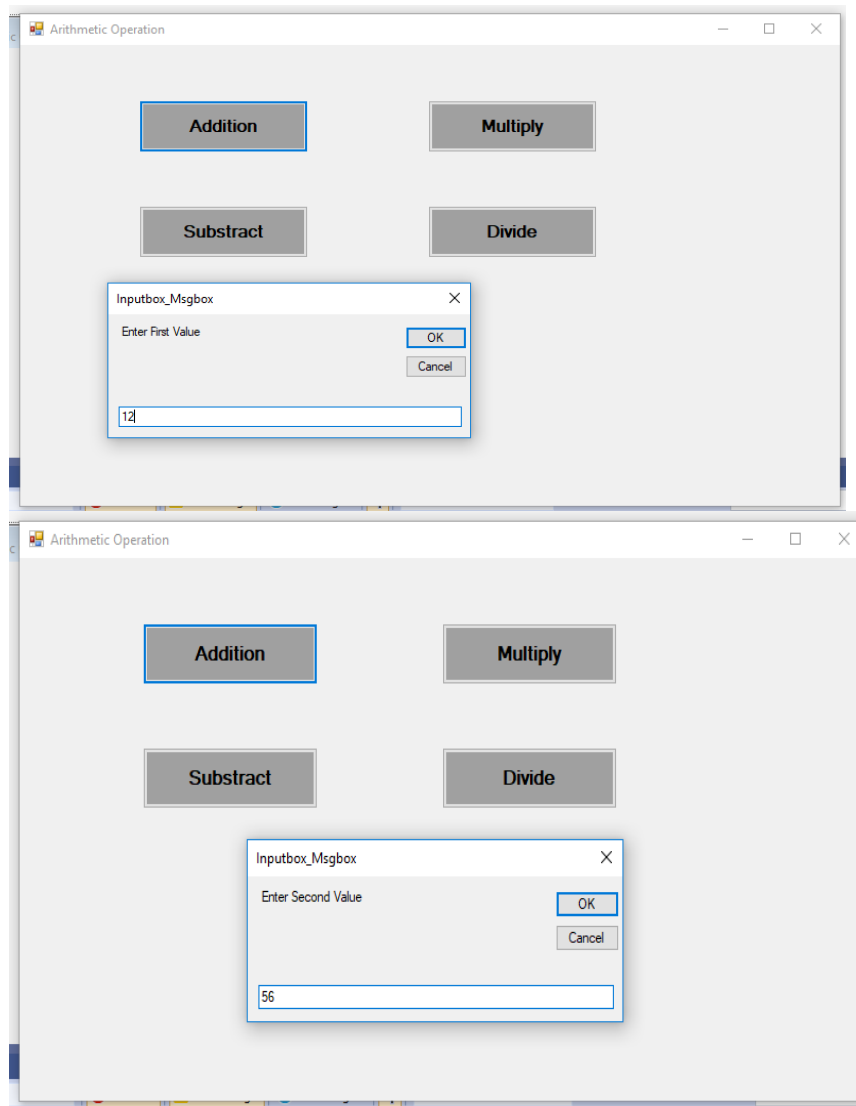 Arithmetic Operation
Addition Multiply
Substract Divide
Inputbox_Msgbox
Enter First Value
OK
Cancel
12
Arithmetic Operation
Addition Multiply
Substract Divide
Inputbox_Msgbox
Enter Second Value
OK
Cancel
56